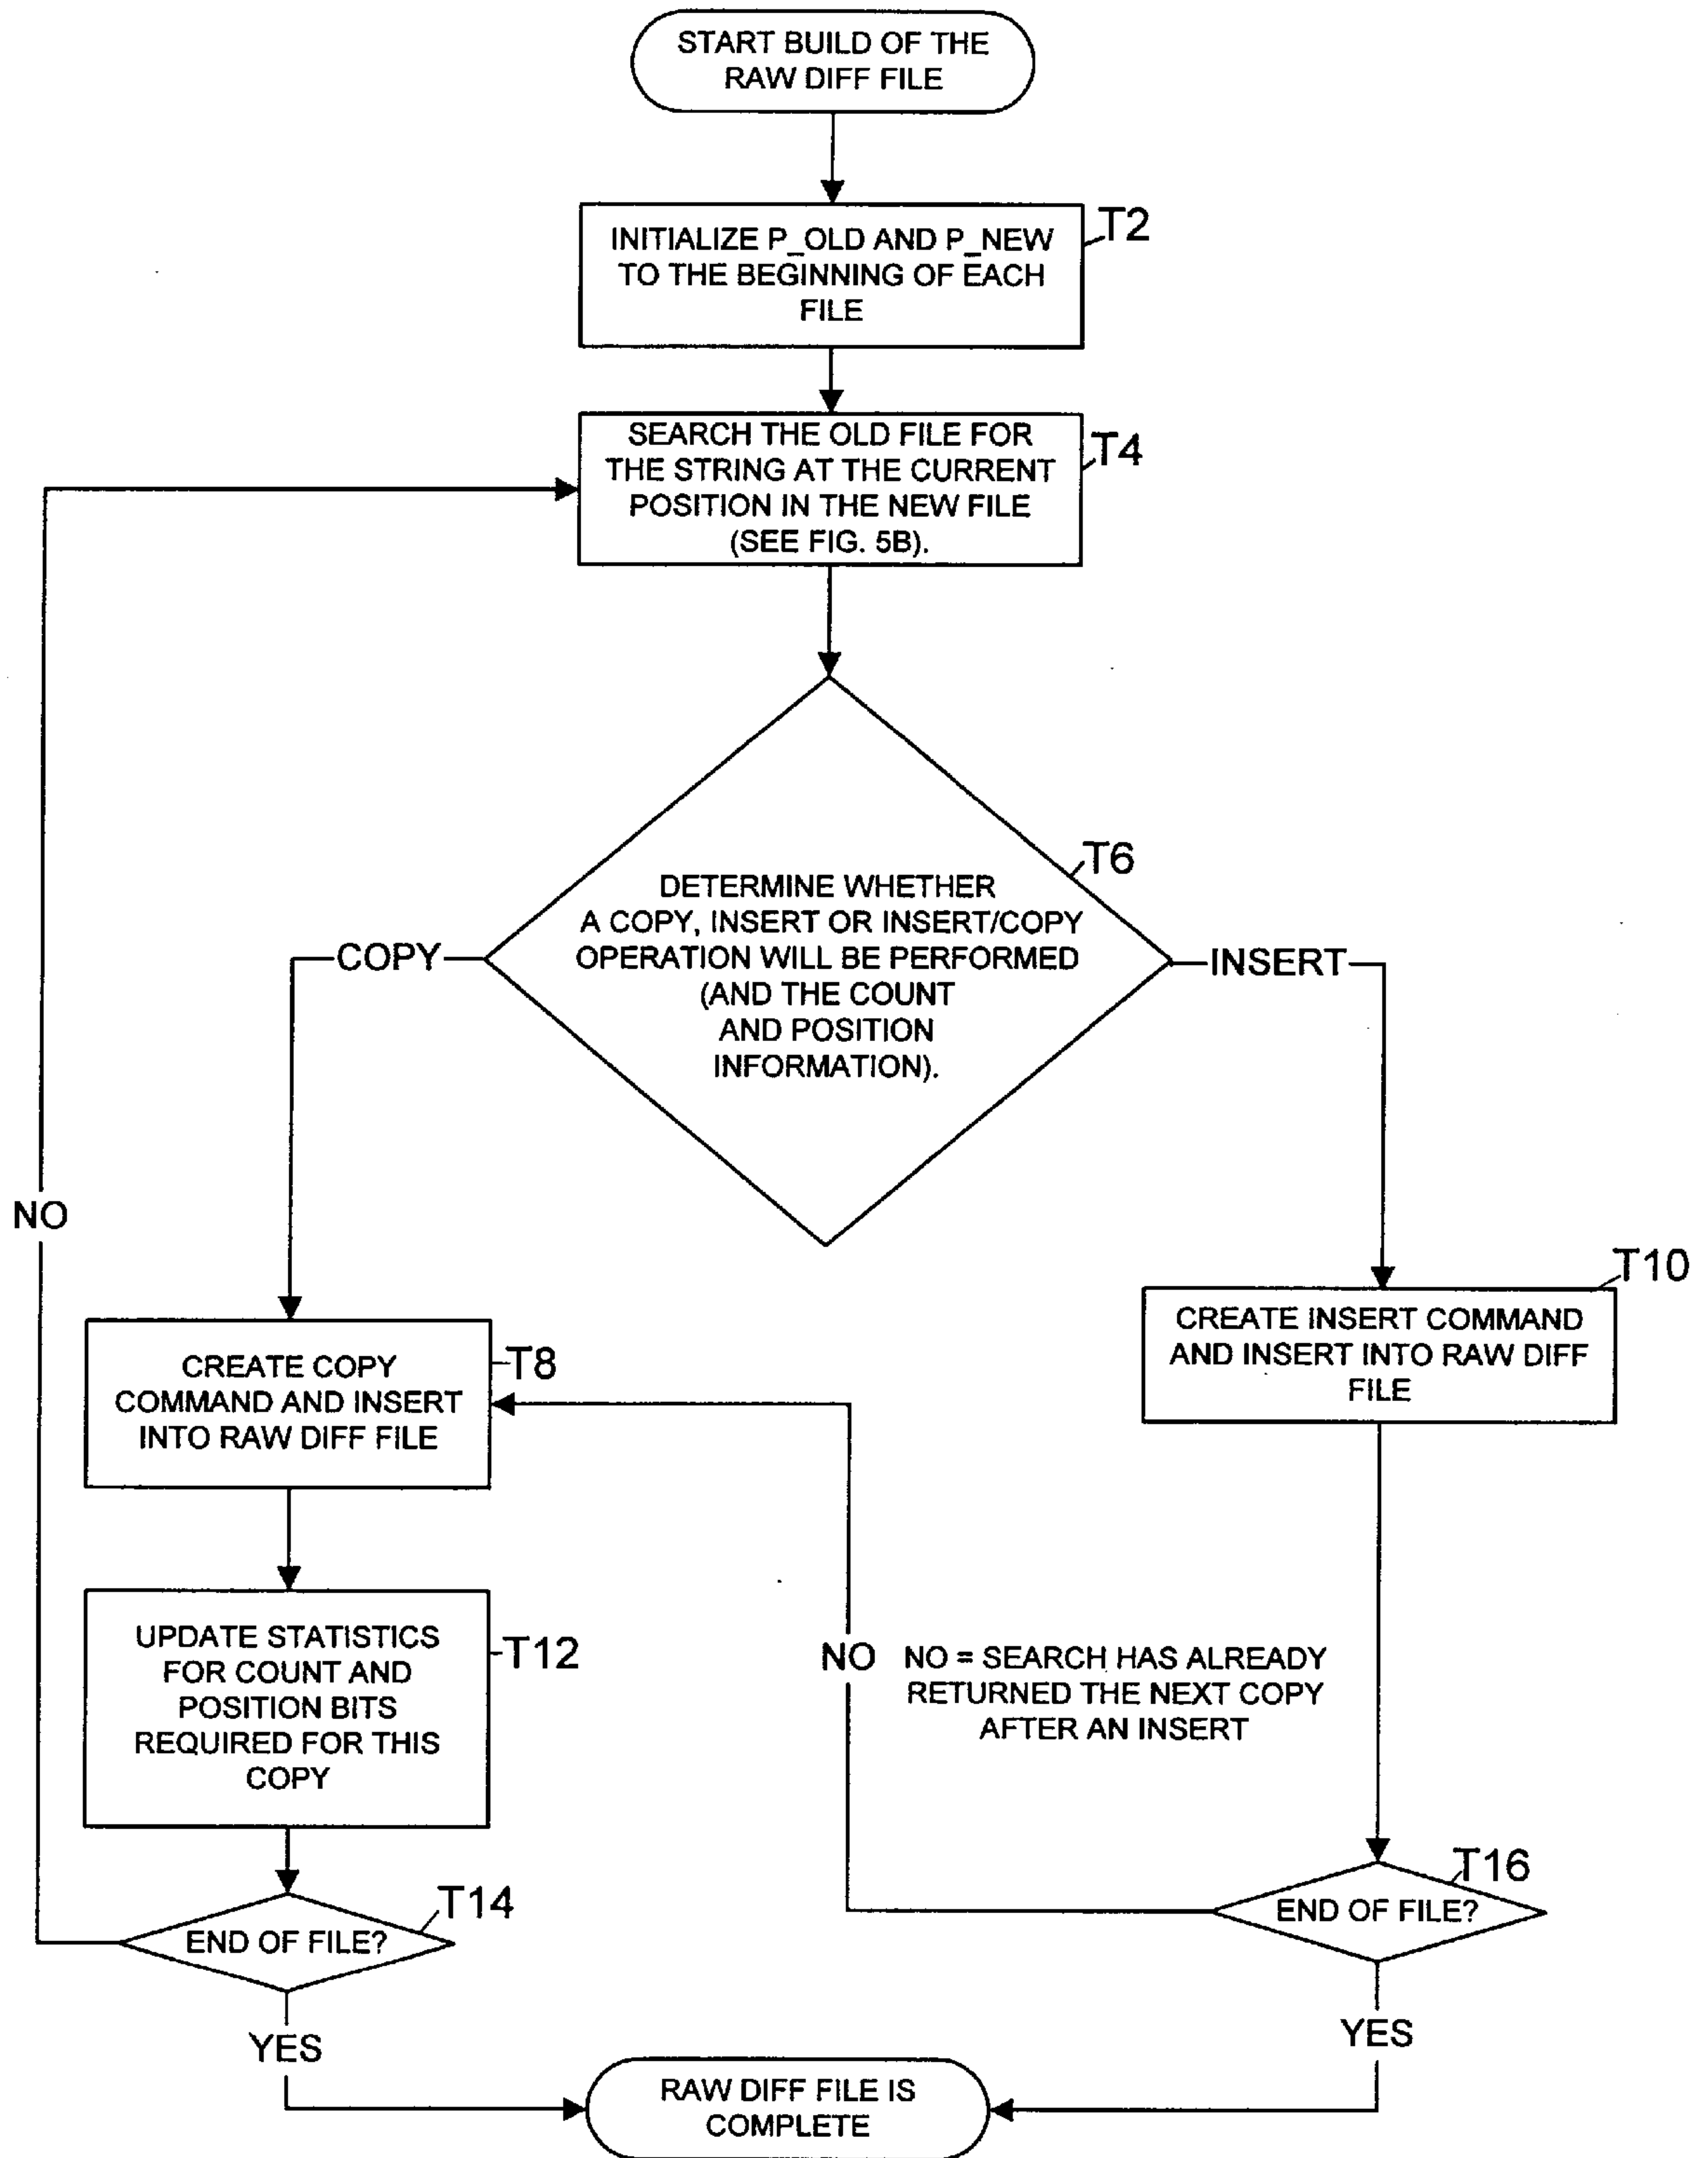 START BUILD OF THE
RAW DIFF FILE
T2
INITIALIZE P_OLD AND P_NEW
TO THE BEGINNING OF EACH
FILE
T4
SEARCH THE OLD FILE FOR
THE STRING AT THE CURRENT
POSITION IN THE NEW FILE
(SEE FIG. 5B).
T6
DETERMINE WHETHER
A COPY, INSERT OR INSERT/COPY
OPERATION WILL BE PERFORMED
(AND THE COUNT
AND POSITION
INFORMATION).
COPY
INSERT
NO
T10
CREATE INSERT COMMAND
AND INSERT INTO RAW DIFF
FILE
T8
CREATE COPY
COMMAND AND INSERT
INTO RAW DIFF FILE
T12
UPDATE STATISTICS
FOR COUNT AND
POSITION BITS
REQUIRED FOR THIS
COPY
NO
NO = SEARCH HAS ALREADY
RETURNED THE NEXT COPY
AFTER AN INSERT
T14
END OF FILE?
T16
END OF FILE?
YES
YES
RAW DIFF FILE IS
COMPLETE